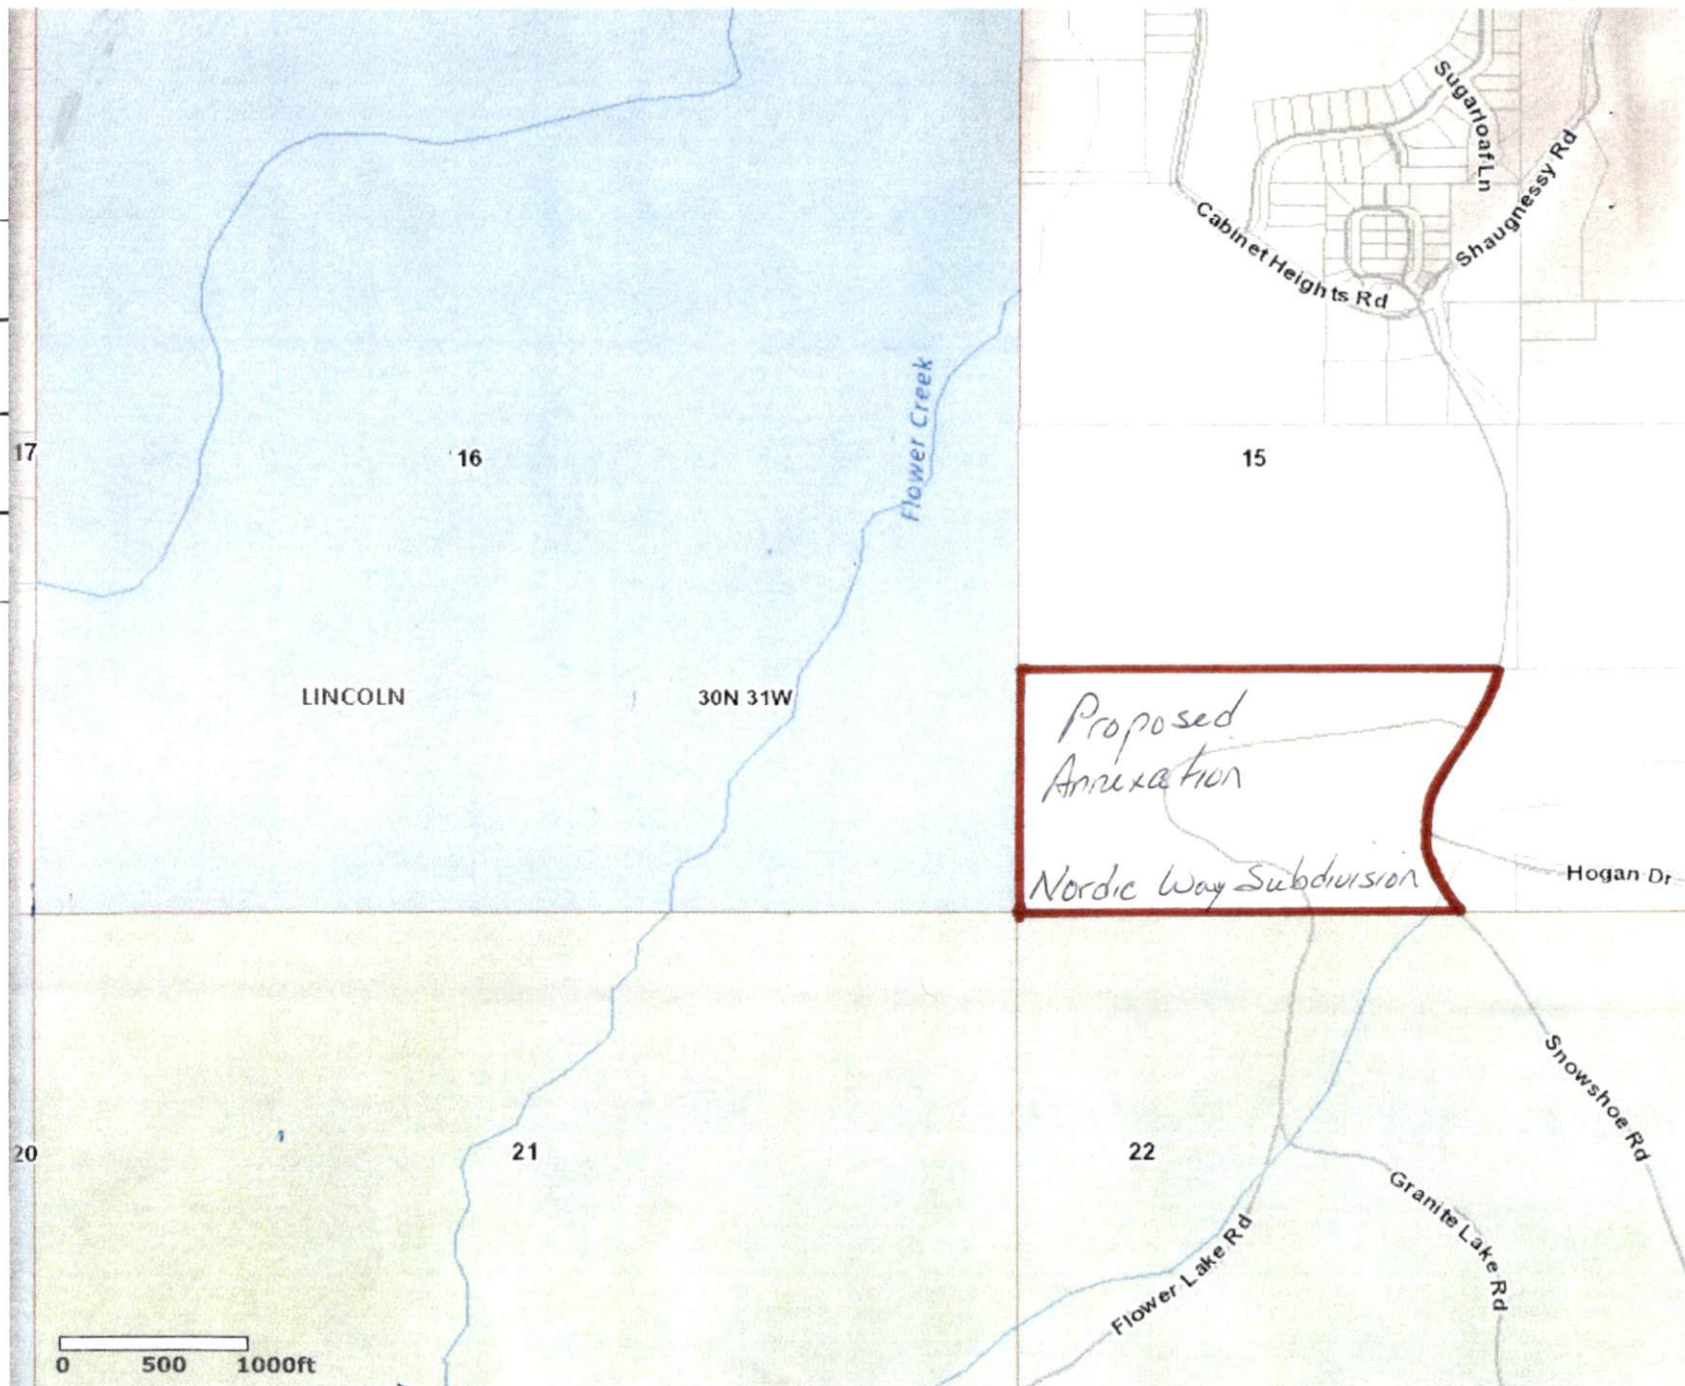 Sugarloaf Ln
Shaugnessy Rd
Cabinet Heights Rd
Flower Creek
17
16
15
LINCOLN
30N 31W
Proposed
Annexation
Nordic Way Subdivision
Hogan Dr
Snowshoe Rd
20
21
22
Granite Lake Rd
Flower Lake Rd
0 500 1000ft